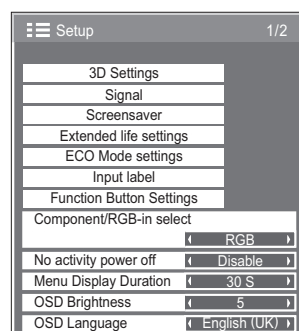 Setup 1/2
3D Settings
Signal
Screensaver
Extended life settings
ECO Mode settings
Input label
Function Button Settings
Component/RGB-in select
RGB
No activity power off Disable
Menu Display Duration 30 S
OSD Brightness 5
OSD Language English (UK)